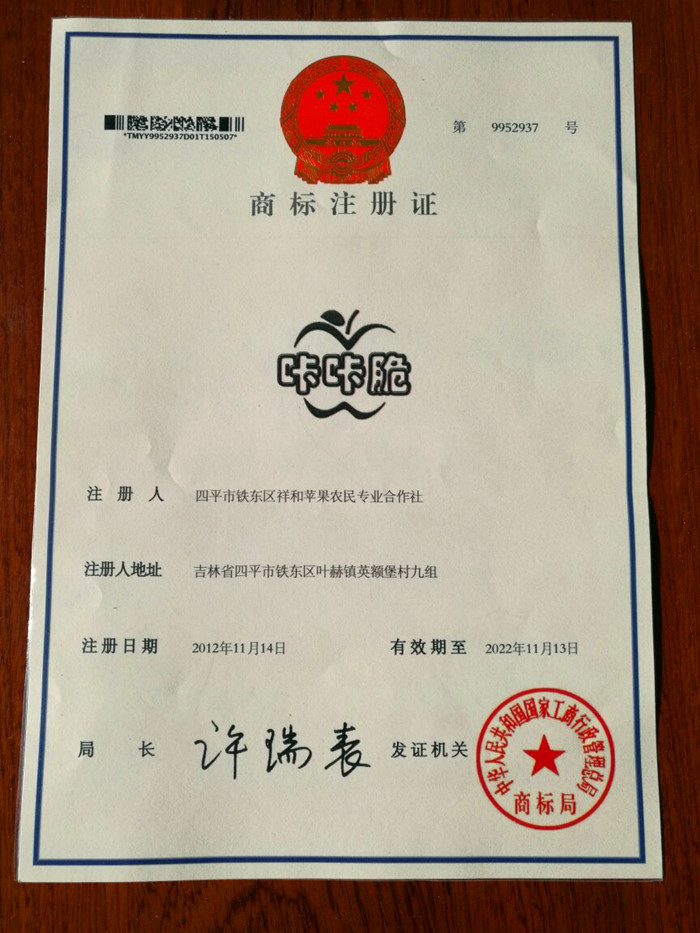 *TMYY9952937D01T150507*
第 9952937 号
商标注册证
咔咔脆
注册人 四平市铁东区祥和苹果农民专业合作社
注册人地址 吉林省四平市铁东区叶赫镇英额堡村九组
注册日期 2012年11月14日 有效期至 2022年11月13日
局长 许瑞表 发证机关
中华人民共和国国家工商行政管理总局
商标局